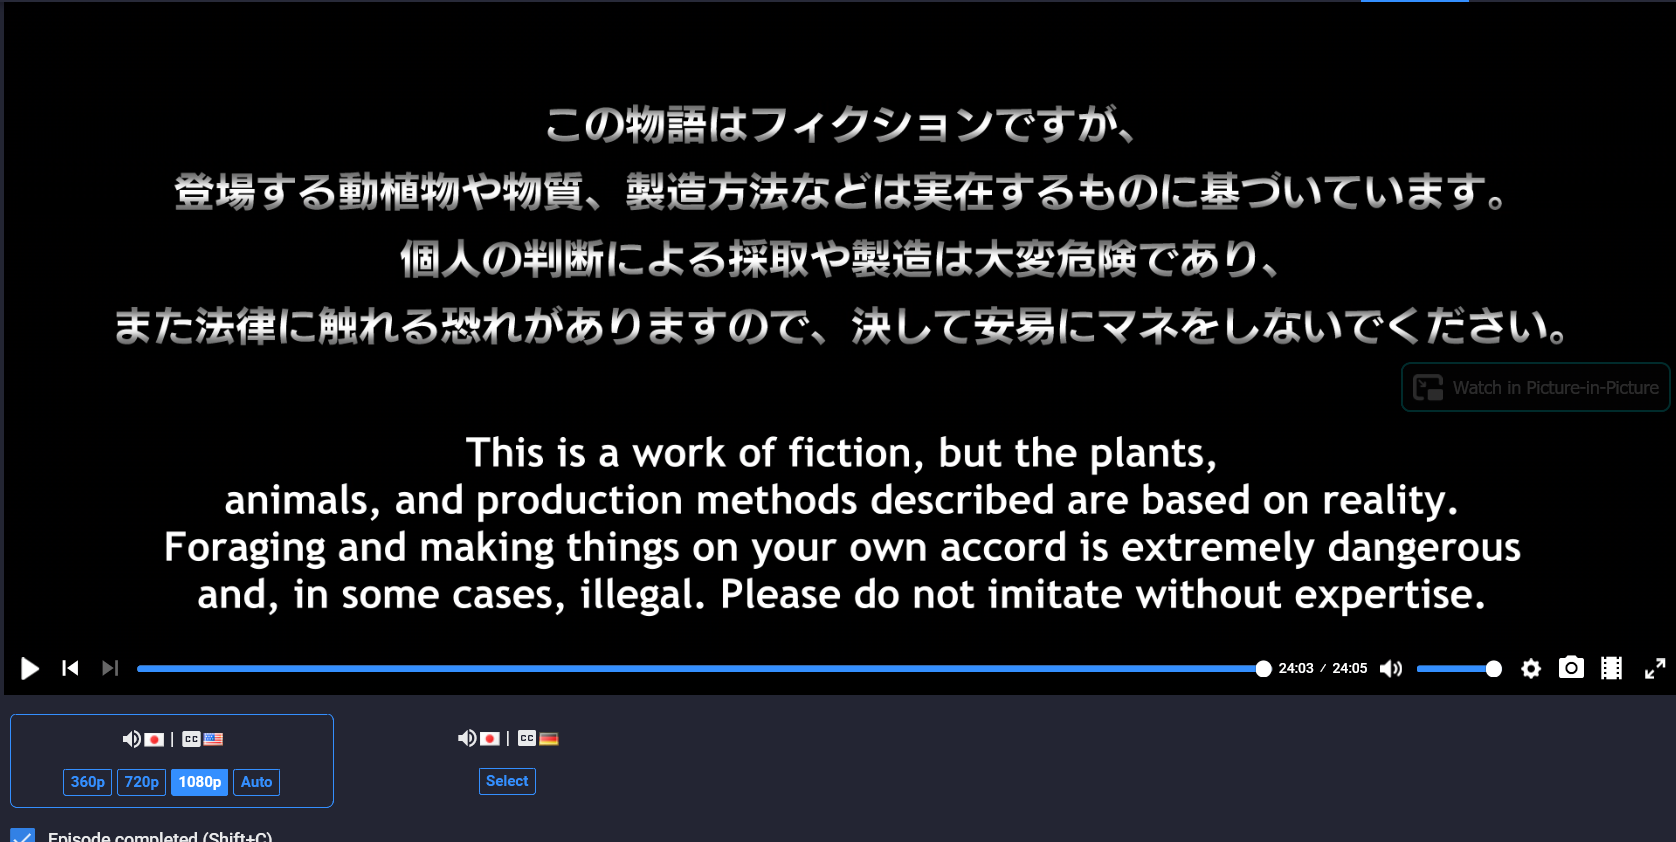 この物語はフィクションですが、
登場する動植物や物質、製造方法などは実在するものに基づいています。
個人の判断による採取や製造は大変危険であり、
また法律に触れる恐れがありますので、決して安易にマネをしないでください。
Watch in Picture-in-Picture
This is a work of fiction, but the plants,
animals, and production methods described are based on reality.
Foraging and making things on your own accord is extremely dangerous
and, in some cases, illegal. Please do not imitate without expertise.
24:03 / 24:05
| CC
| CC
360p 720p 1080p Auto
Select
Episode completed (Shift+C)